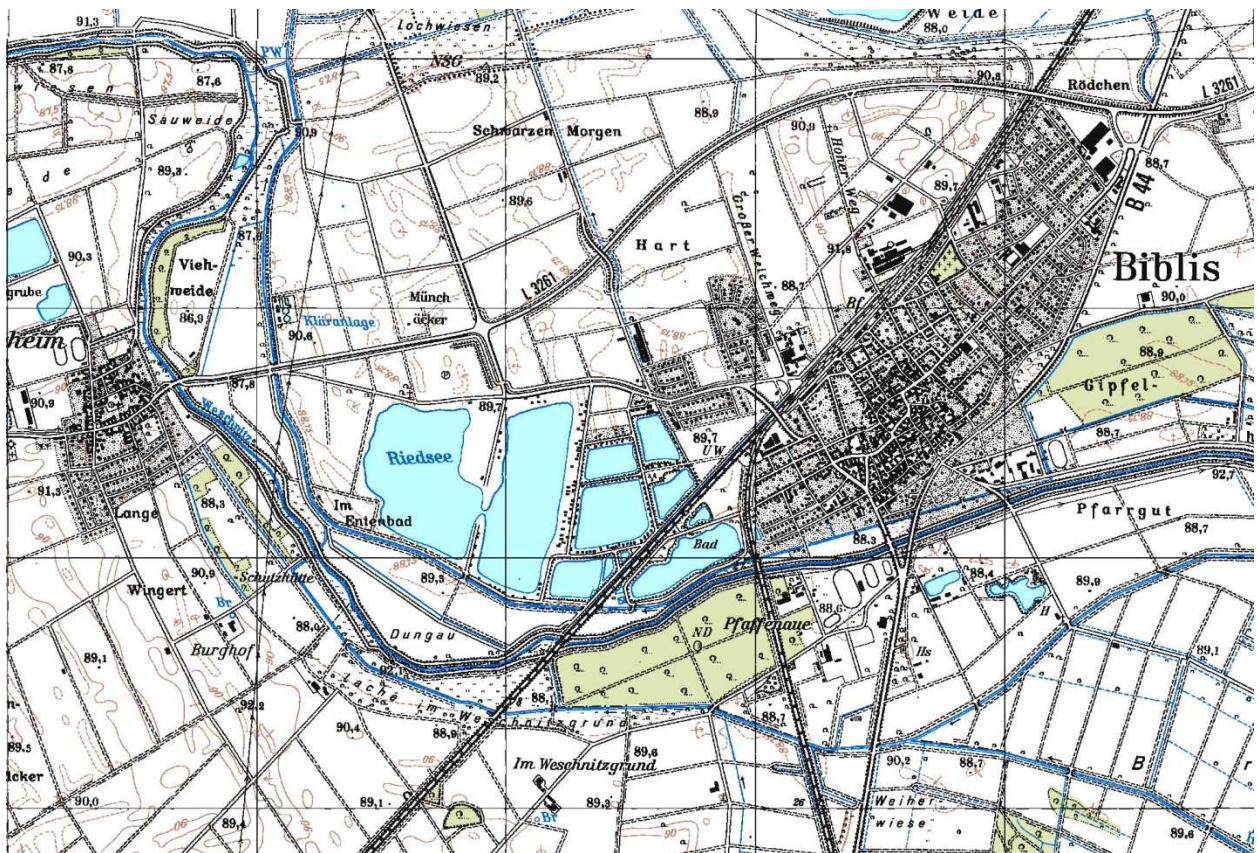 91,3
lochwiesen
Weide
88,0
PW
87,8
87,6
NSG
89,2
90,8
Rödchen
L 3261
wiesen
Sauweide
90,9
Schwarzen Morgen
88,9
90,9
Hoher Weg
88,7
eide
89,3
88,75
89,6
89,7
B 44
Großer Weichweg
87,8
Hart
91,8
90,3
Vieh-
weide
Biblis
grube
86,9
L 3261
Münch
äcker
88,7
Bf
90,0
Kläranlage
90,6
heim
88,9
Gipfel-
87,8
90,9
Weschnitz
89,7
88,7
89,7
UW
Riedsee
92,7
91,3
88,3
Im
Entenbad
Lange
Pfarrgut
88,7
Bad
88,3
90,9
Schutzhütte
89,3
88,4
89,9
Wingert
Br
88,6
H
Dungau
ND
Pfaffenaue
88,0
Burghof
Hs
89,1
89,1
92,2
Lache im Weschnitzgrund
88,7
90,4
88,9
89,5
89,6
90,2
88,7
B
äcker
Im Weschnitzgrund
90,0
89,1
89,3
26
Weiher
wiese
Br
89,4
89,6